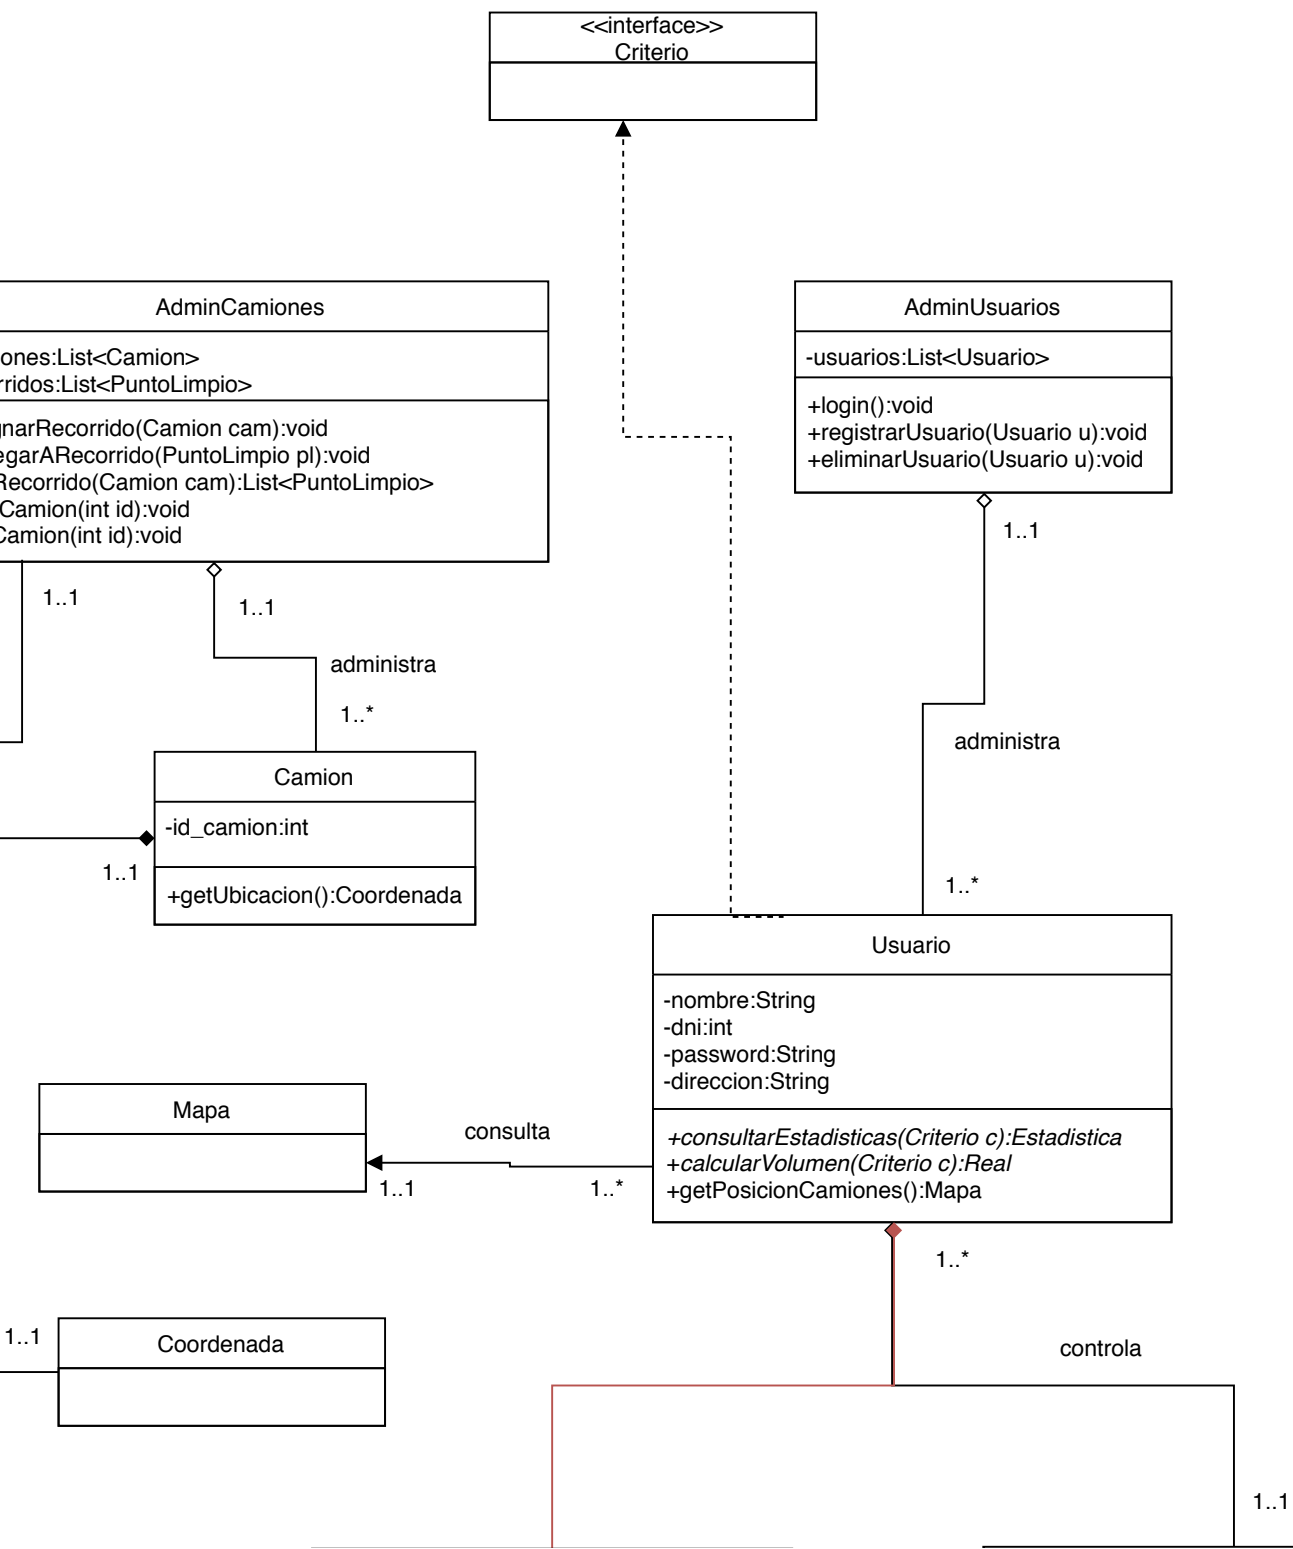 <<interface>>
Criterio
AdminCamiones
ones:List<Camion>
rridos:List<PuntoLimpio>
gnarRecorrido(Camion cam):void
egarARecorrido(PuntoLimpio pl):void
Recorrido(Camion cam):List<PuntoLimpio>
Camion(int id):void
Camion(int id):void
AdminUsuarios
-usuarios:List<Usuario>
+login():void
+registrarUsuario(Usuario u):void
+eliminarUsuario(Usuario u):void
1..1
1..1
1..1
administra
1..*
administra
1..*
Camion
-id_camion:int
+getUbicacion():Coordenada
1..1
Usuario
-nombre:String
-dni:int
-password:String
-direccion:String
+consultarEstadisticas(Criterio c):Estadistica
+calcularVolumen(Criterio c):Real
+getPosicionCamiones():Mapa
Mapa
consulta
1..1
1..*
1..*
1..1
Coordenada
controla
1..1